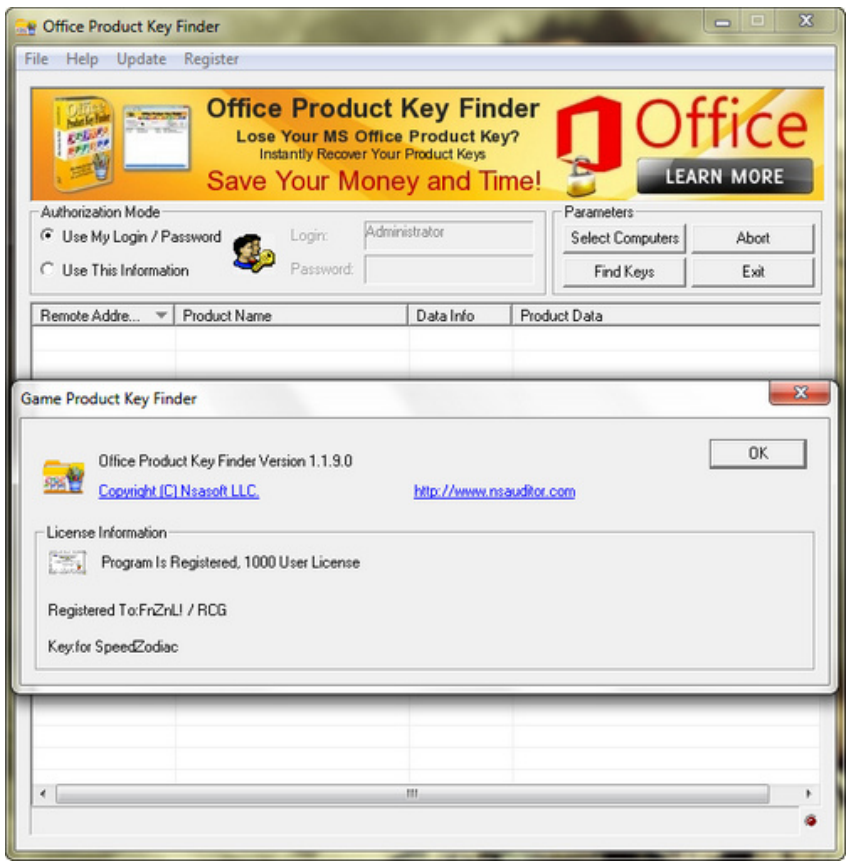 Office Product Key Finder
File Help Update Register
Office Product Key Finder
Lose Your MS Office Product Key?
Instantly Recover Your Product Keys
Save Your Money and Time!
Office
LEARN MORE
Authorization Mode
Use My Login / Password
Login:
Administrator
Use This Information
Password:
Parameters
Select Computers
Abort
Find Keys
Exit
Remote Addre... Product Name Data Info Product Data
Game Product Key Finder
Office Product Key Finder Version 1.1.9.0
OK
Copyright (C) Nsasoft LLC. http://www.nsauditor.com
License Information
Program Is Registered, 1000 User License
Registered To:FnZnL! / RCG
Key:for SpeedZodiac